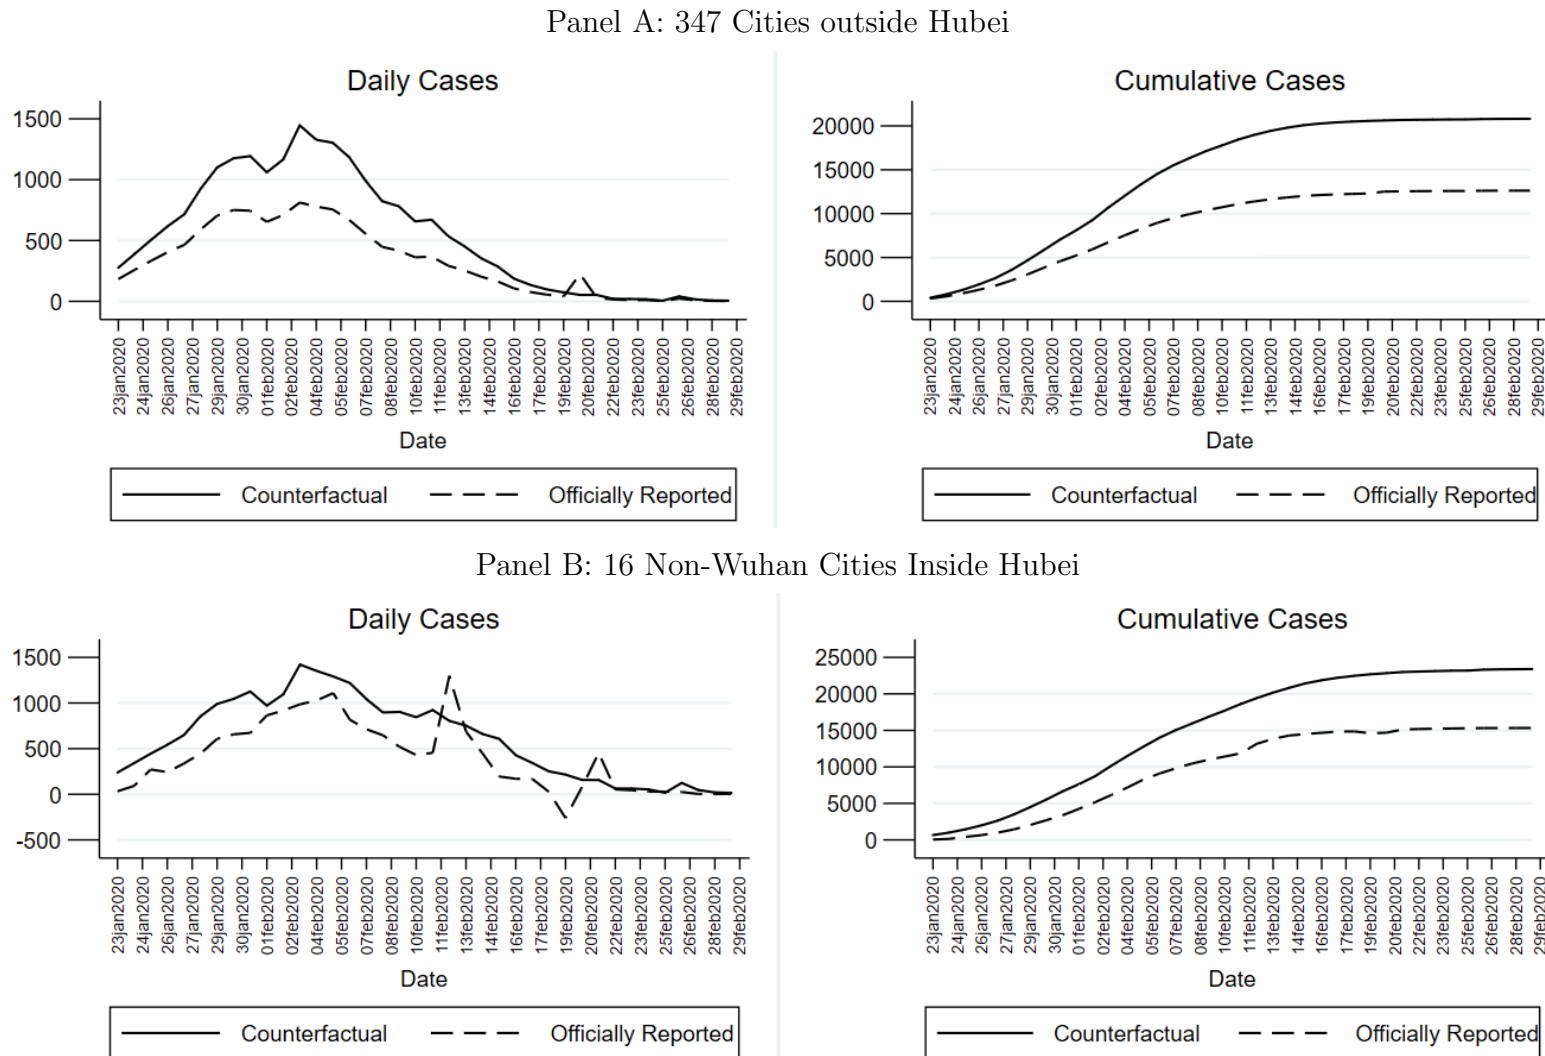 Panel A: 347 Cities outside Hubei
Daily Cases
1500
1000
500
0
23jan2020
24jan2020
26jan2020
27jan2020
29jan2020
30jan2020
01feb2020
02feb2020
04feb2020
05feb2020
07feb2020
08feb2020
10feb2020
11feb2020
13feb2020
14feb2020
16feb2020
17feb2020
19feb2020
20feb2020
22feb2020
23feb2020
25feb2020
26feb2020
28feb2020
29feb2020
Date
Counterfactual Officially Reported
Cumulative Cases
20000
15000
10000
5000
0
23jan2020
24jan2020
26jan2020
27jan2020
29jan2020
30jan2020
01feb2020
02feb2020
04feb2020
05feb2020
07feb2020
08feb2020
10feb2020
11feb2020
13feb2020
14feb2020
16feb2020
17feb2020
19feb2020
20feb2020
22feb2020
23feb2020
25feb2020
26feb2020
28feb2020
29feb2020
Date
Counterfactual Officially Reported
Panel B: 16 Non-Wuhan Cities Inside Hubei
Daily Cases
1500
1000
500
0
-500
23jan2020
24jan2020
26jan2020
27jan2020
29jan2020
30jan2020
01feb2020
02feb2020
04feb2020
05feb2020
07feb2020
08feb2020
10feb2020
11feb2020
13feb2020
14feb2020
16feb2020
17feb2020
19feb2020
20feb2020
22feb2020
23feb2020
25feb2020
26feb2020
28feb2020
29feb2020
Date
Counterfactual Officially Reported
Cumulative Cases
25000
20000
15000
10000
5000
0
23jan2020
24jan2020
26jan2020
27jan2020
29jan2020
30jan2020
01feb2020
02feb2020
04feb2020
05feb2020
07feb2020
08feb2020
10feb2020
11feb2020
13feb2020
14feb2020
16feb2020
17feb2020
19feb2020
20feb2020
22feb2020
23feb2020
25feb2020
26feb2020
28feb2020
29feb2020
Date
Counterfactual Officially Reported